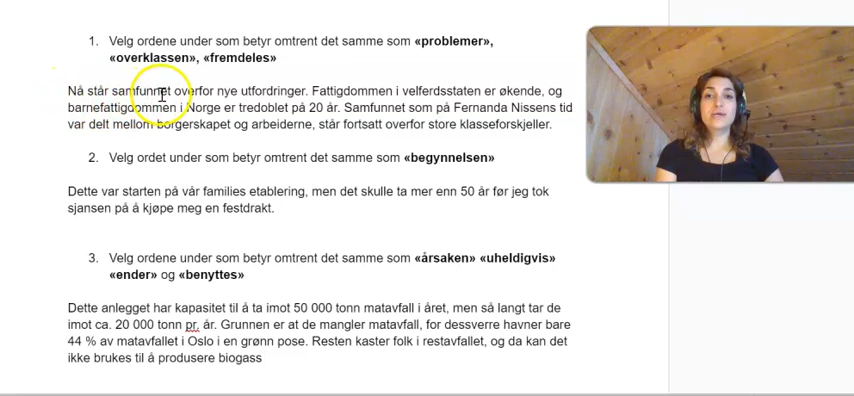 1. Velg ordene under som betyr omtrent det samme som «problemer»,
«overklassen», «fremdeles»
Nå står samfunnet overfor nye utfordringer. Fattigdommen i velferdsstaten er økende, og
barnefattigdommen i Norge er tredoblet på 20 år. Samfunnet som på Fernanda Nissens tid
var delt mellom borgerskapet og arbeiderne, står fortsatt overfor store klasseforskjeller.
2. Velg ordet under som betyr omtrent det samme som «begynnelsen»
Dette var starten på vår families etablering, men det skulle ta mer enn 50 år før jeg tok
sjansen på å kjøpe meg en festdrakt.
3. Velg ordene under som betyr omtrent det samme som «årsaken» «uheldigvis»
«ender» og «benyttes»
Dette anlegget har kapasitet til å ta imot 50 000 tonn matavfall i året, men så langt tar de
imot ca. 20 000 tonn pr. år. Grunnen er at de mangler matavfall, for dessverre havner bare
44 % av matavfallet i Oslo i en grønn pose. Resten kaster folk i restavfallet, og da kan det
ikke brukes til å produsere biogass